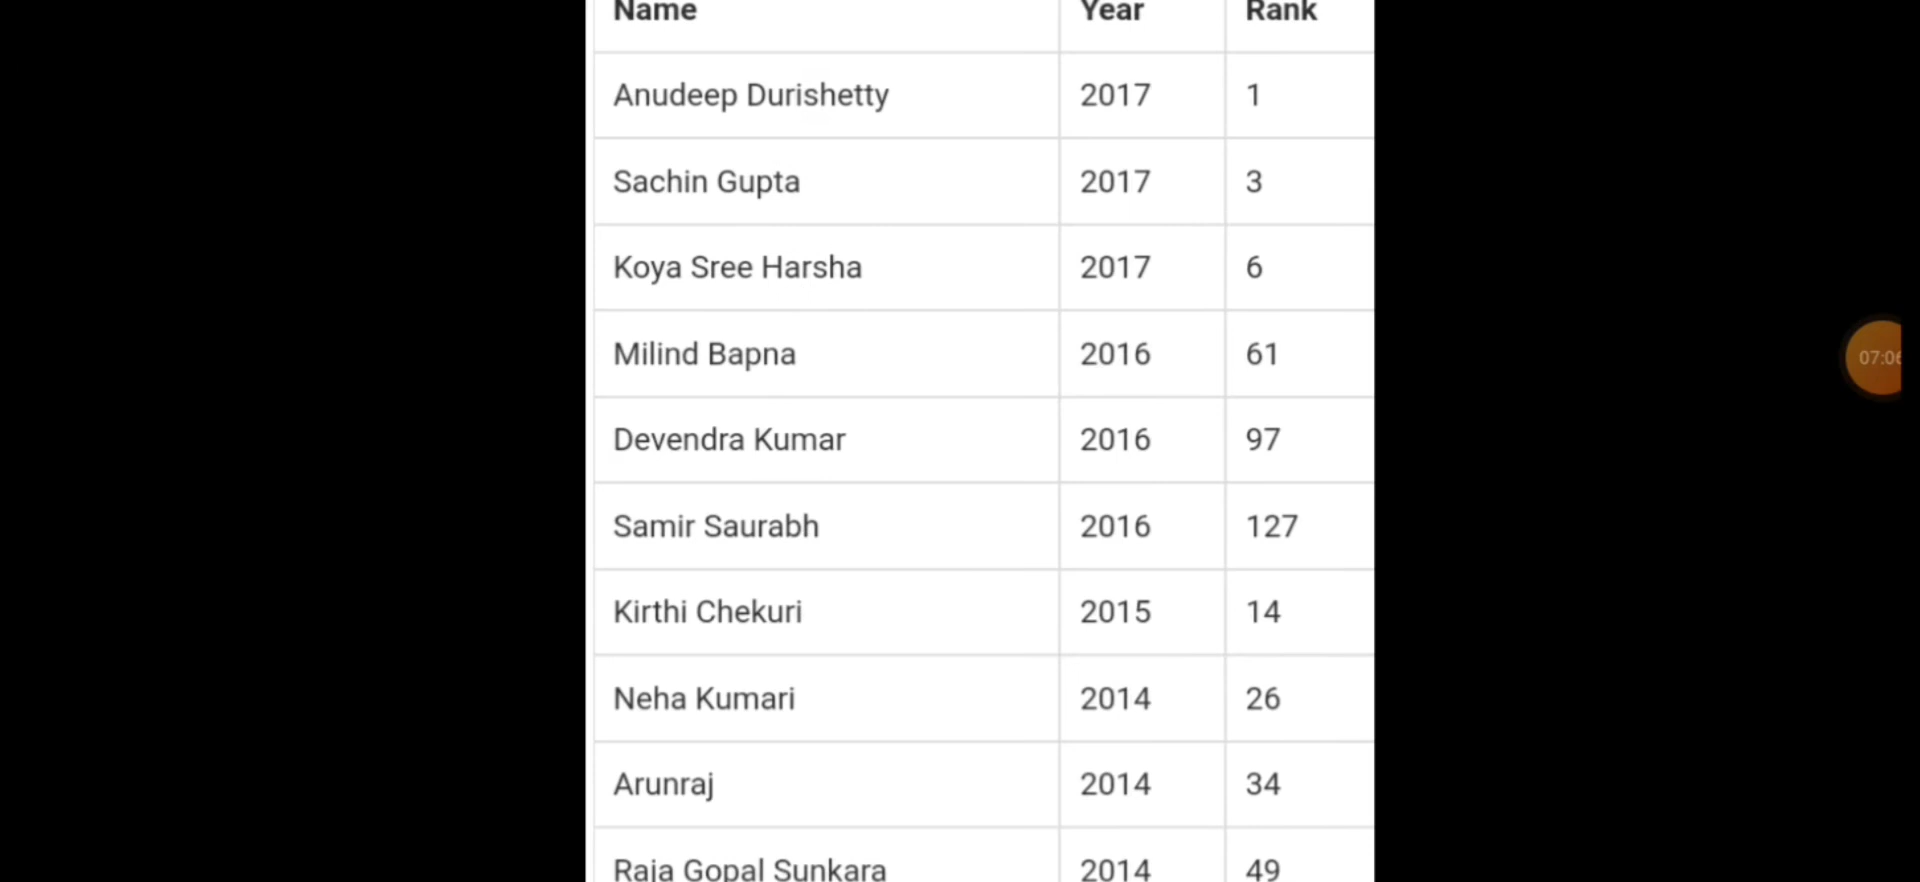 Name Year Rank
Anudeep Durishetty 2017 1
Sachin Gupta 2017 3
Koya Sree Harsha 2017 6
Milind Bapna 2016 61
Devendra Kumar 2016 97
Samir Saurabh 2016 127
Kirthi Chekuri 2015 14
Neha Kumari 2014 26
Arunraj 2014 34
Raja Gopal Sunkara 2014 49
07:06